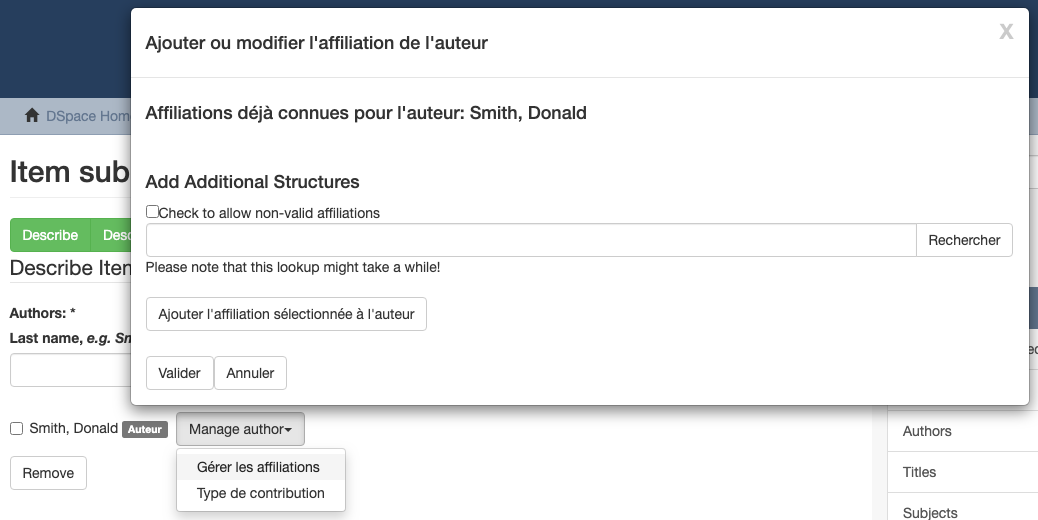 Ajouter ou modifier l'affiliation de l'auteur
X
Affiliations déjà connues pour l'auteur: Smith, Donald
Add Additional Structures
Check to allow non-valid affiliations
Rechercher
Please note that this lookup might take a while!
Ajouter l'affiliation sélectionnée à l'auteur
Valider Annuler
DSpace Hom
Item sub
Describe Desc
Describe Iten
Authors: *
Last name, e.g. Sm
Smith, Donald Auteur Manage author
Gérer les affiliations
Type de contribution
Remove
Authors
Titles
Subjects